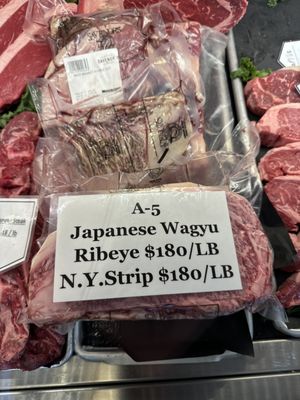 A-5
Japanese Wagyu
Ribeye $180/LB
N.Y.Strip $180/LB